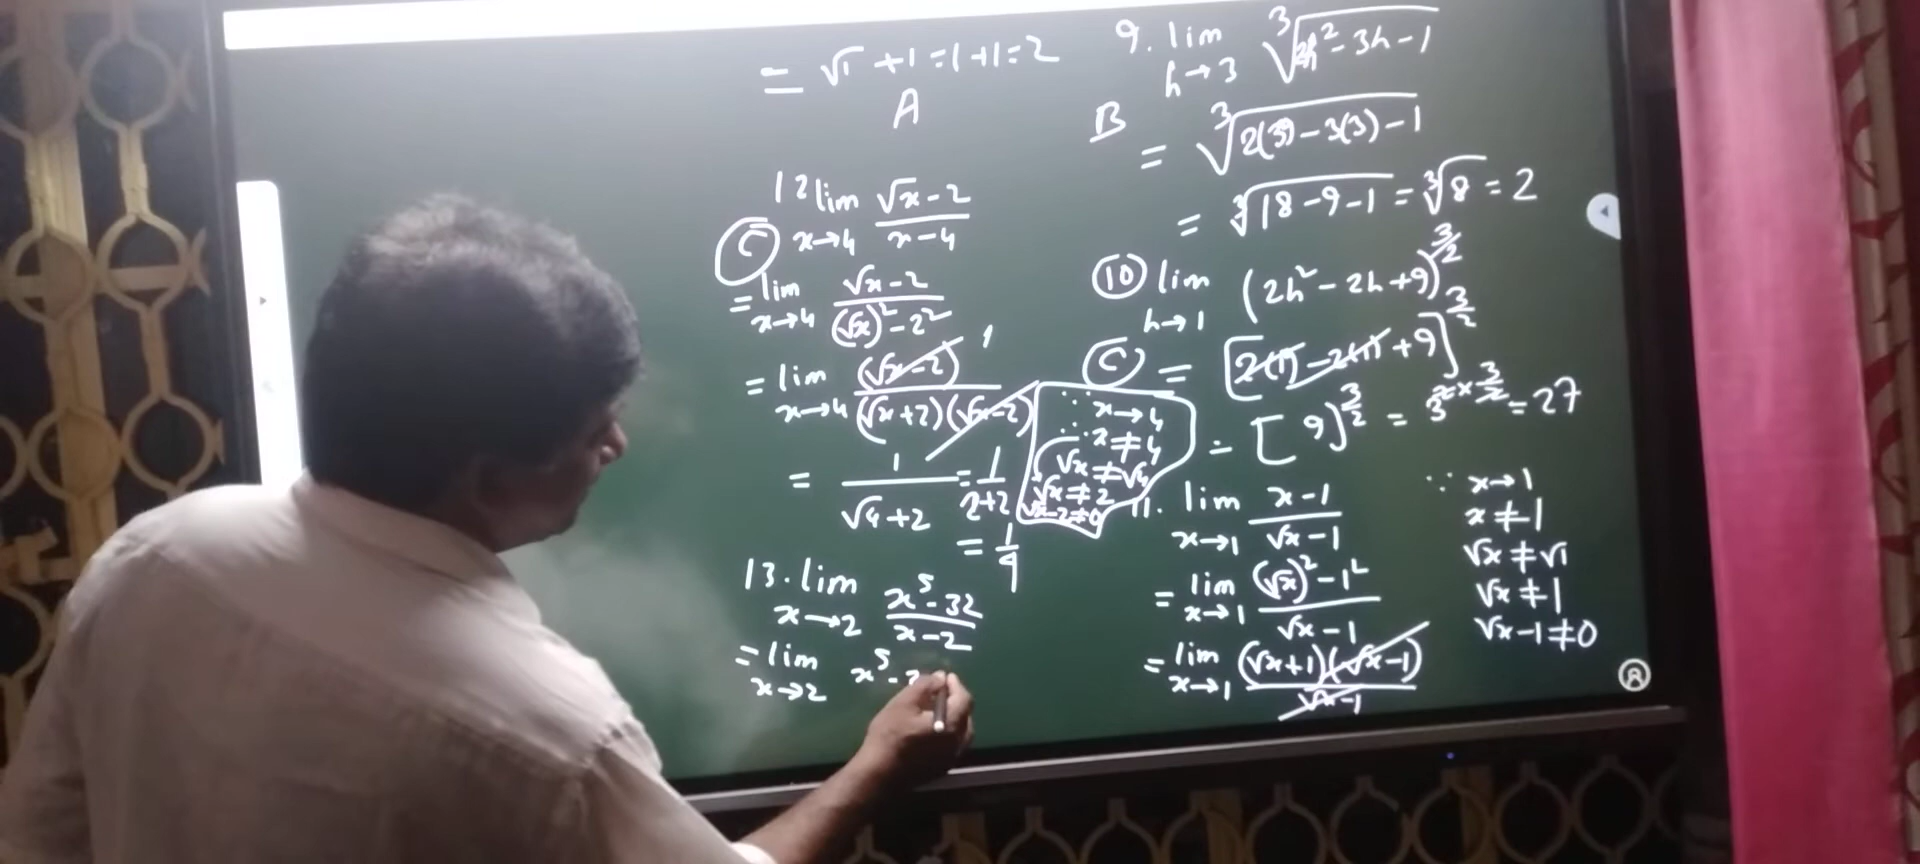 = √1 + 1 = 1 + 1 = 2
A
12 lim x→4 (√x - 2)/(x - 4)
C
= lim x→4 (√x - 2)/((√x)² - 2²)
= lim x→4 (√x - 2)/((√x + 2)(√x - 2)) 1
= 1/(√4 + 2) = 1/(2+2)
= 1/4
∵ x→4
∴ x ≠ 4
√x ≠ √4
√x ≠ 2
√x - 2 ≠ 0
13. lim x→2 (x⁵ - 32)/(x - 2)
= lim x→2 x⁵ -
9. lim h→3 ∛(2h² - 3h - 1)
B
= ∛(2(3²) - 3(3) - 1)
= ∛(18 - 9 - 1) = ∛8 = 2
10 lim h→1 (2h² - 2h + 9)^(3/2)
C = [2(1) - 2(1) + 9]^(3/2)
= [9]^(3/2) = 3^(2 × 3/2) = 27
11. lim x→1 (x - 1)/(√x - 1)
= lim x→1 ((√x)² - 1²)/(√x - 1)
= lim x→1 ((√x + 1)(√x - 1))/(√x - 1)
∵ x→1
x ≠ 1
√x ≠ √1
√x ≠ 1
√x - 1 ≠ 0